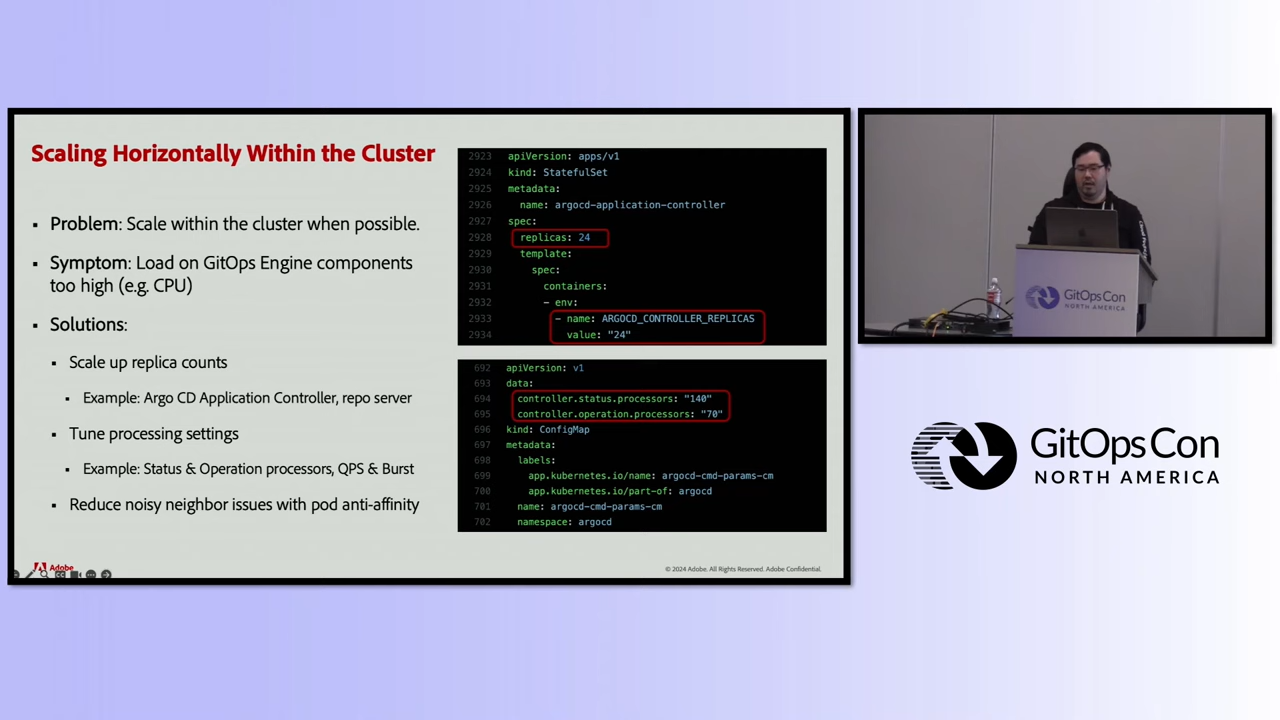 Scaling Horizontally Within the Cluster
▪ Problem: Scale within the cluster when possible.
▪ Symptom: Load on GitOps Engine components
too high (e.g. CPU)
▪ Solutions:
▪ Scale up replica counts
▪ Example: Argo CD Application Controller, repo server
▪ Tune processing settings
▪ Example: Status & Operation processors, QPS & Burst
▪ Reduce noisy neighbor issues with pod anti-affinity
2923 apiVersion: apps/v1
2924 kind: StatefulSet
2925 metadata:
2926 name: argocd-application-controller
2927 spec:
2928 replicas: 24
2929 template:
2930 spec:
2931 containers:
2932 - env:
2933 - name: ARGOCD_CONTROLLER_REPLICAS
2934 value: "24"
692 apiVersion: v1
693 data:
694 controller.status.processors: "140"
695 controller.operation.processors: "70"
696 kind: ConfigMap
697 metadata:
698 labels:
699 app.kubernetes.io/name: argocd-cmd-params-cm
700 app.kubernetes.io/part-of: argocd
701 name: argocd-cmd-params-cm
702 namespace: argocd
Adobe
© 2024 Adobe. All Rights Reserved. Adobe Confidential.
GitOpsCon
NORTH AMERICA
GitOpsCon
NORTH AMERICA